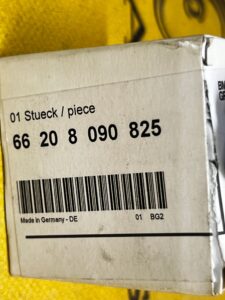 01 Stueck / piece
66 20 8 090 825
Made in Germany - DE 01 BG2